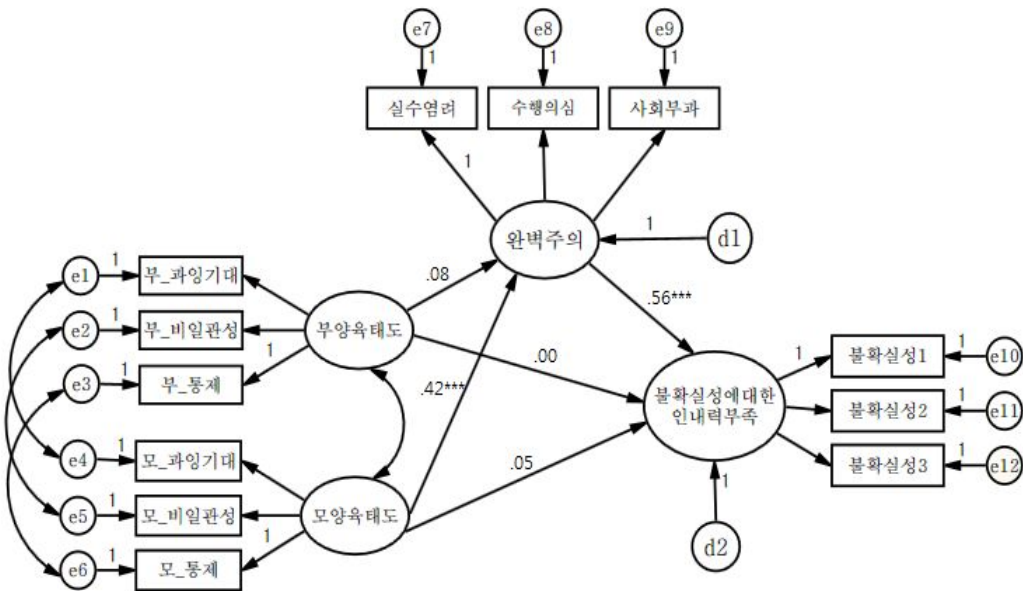 e7
e8
e9
1
1
1
실수염려
수행의심
사회부과
1
완벽주의
1
d1
e1
1
부_과잉기대
.08
.56***
e2
1
부_비일관성
부양육태도
e3
1
부_통제
1
.00
.42***
불확실성에대한
인내력부족
1
불확실성1
1
e10
불확실성2
1
e11
불확실성3
1
e12
e4
1
모_과잉기대
.05
e5
1
모_비일관성
모양육태도
e6
1
모_통제
1
1
d2